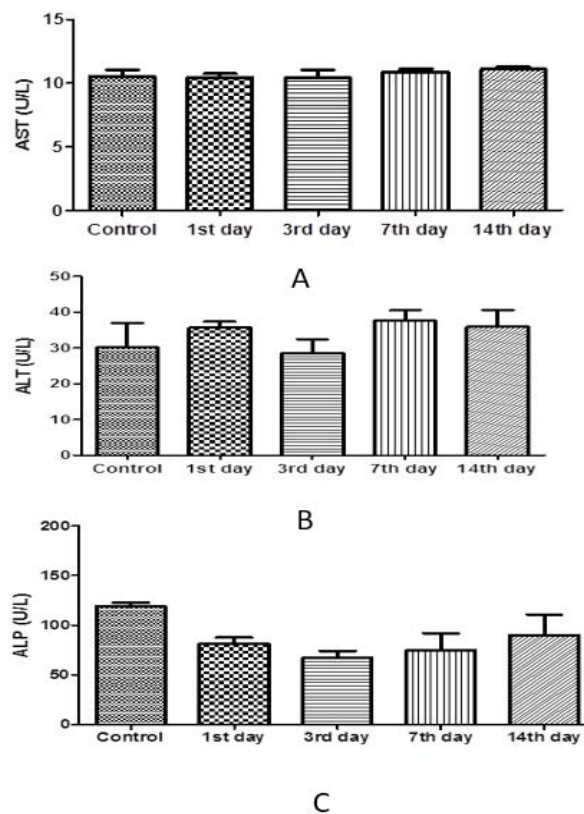 AST (U/L)
15
10
5
0
Control 1st day 3rd day 7th day 14th day
A
ALT (U/L)
50
40
30
20
10
0
Control 1st day 3rd day 7th day 14th day
B
ALP (U/L)
200
150
100
50
0
Control 1st day 3rd day 7th day 14th day
C